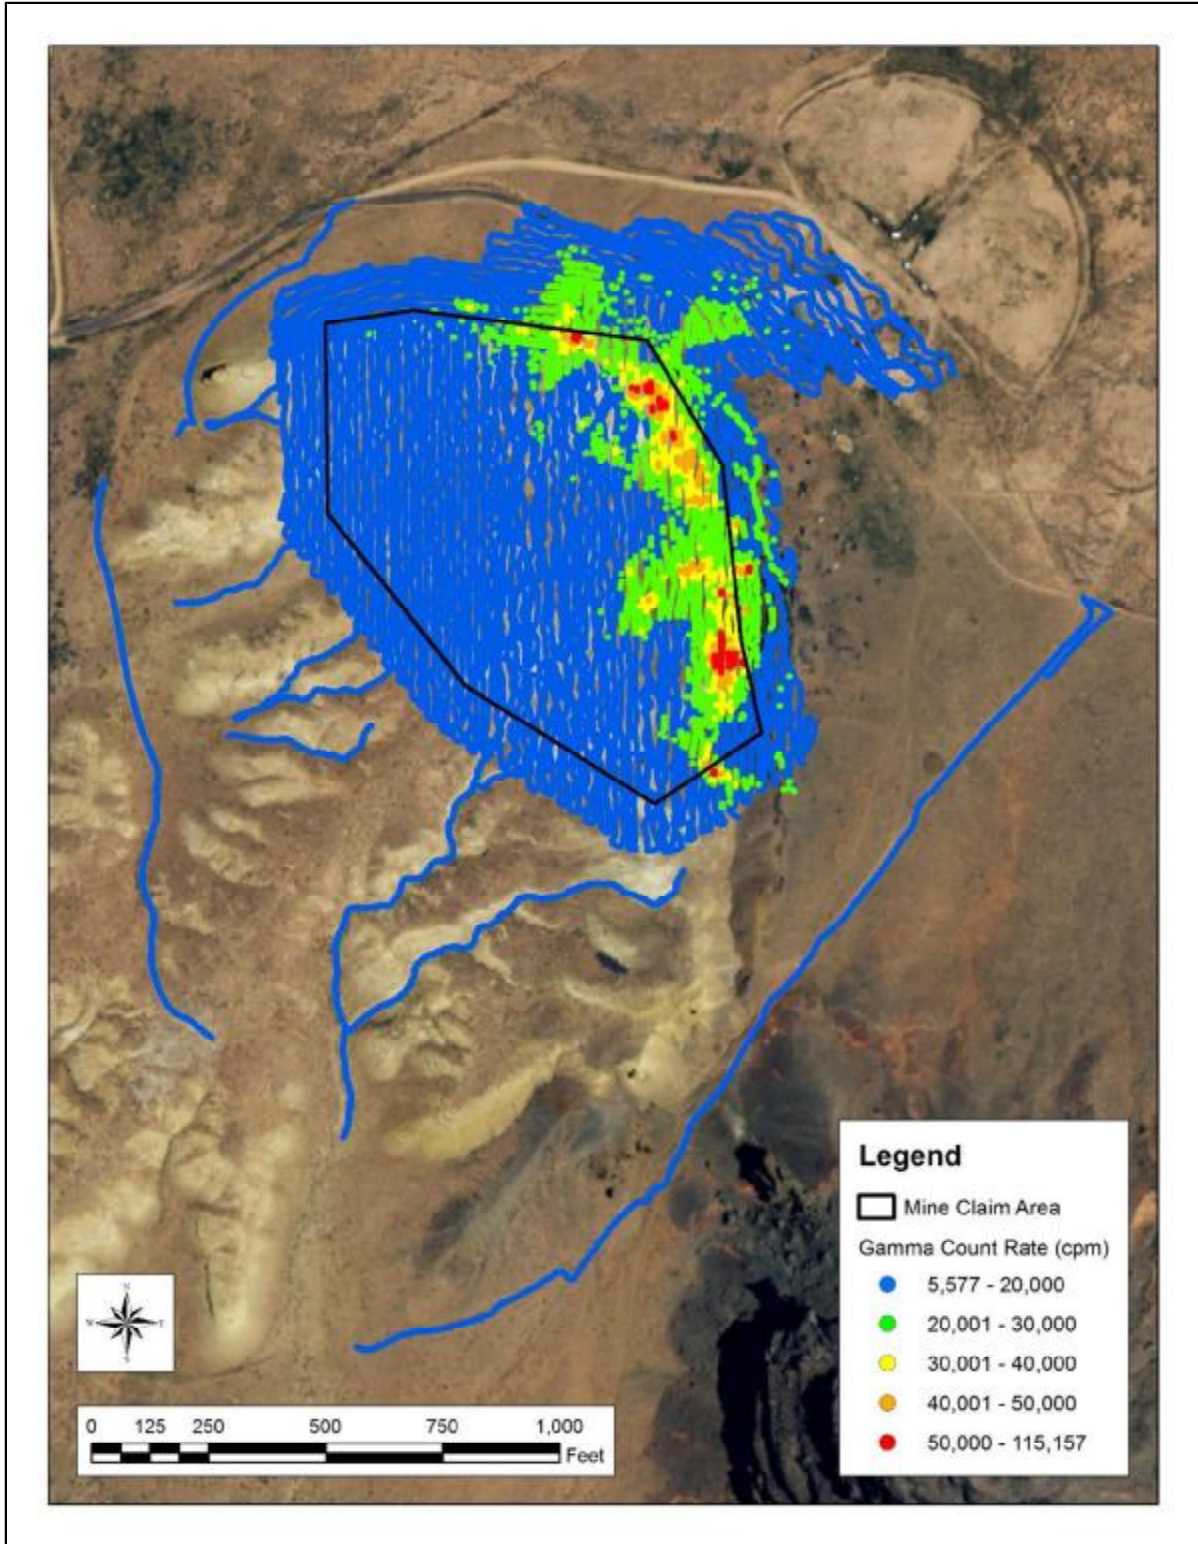 Legend
Mine Claim Area
Gamma Count Rate (cpm)
5,577 - 20,000
20,001 - 30,000
30,001 - 40,000
40,001 - 50,000
50,000 - 115,157
N
W E
S
0 125 250 500 750 1,000
Feet